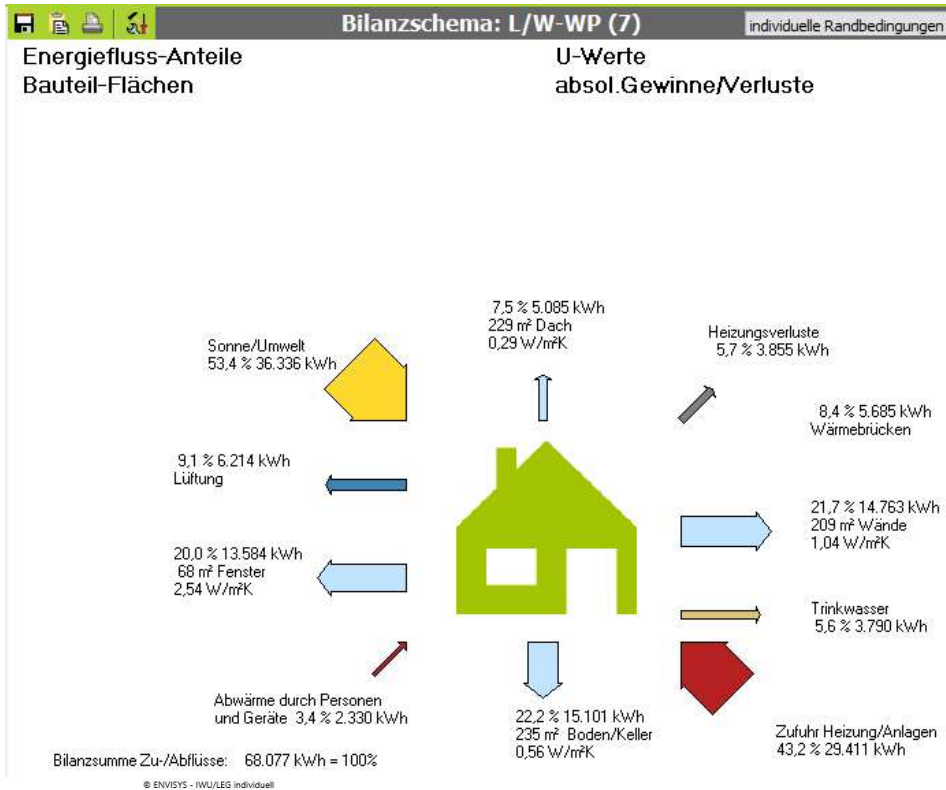 Bilanzschema: L/W-WP (7)
individuelle Randbedingungen
Energiefluss-Anteile
Bauteil-Flächen
U-Werte
absol.Gewinne/Verluste
7,5 % 5.085 kWh
229 m² Dach
0,29 W/m²K
Sonne/Umwelt
53,4 % 36.336 kWh
Heizungsverluste
5,7 % 3.855 kWh
8,4 % 5.685 kWh
Wärmebrücken
9,1 % 6.214 kWh
Lüftung
21,7 % 14.763 kWh
209 m² Wände
1,04 W/m²K
20,0 % 13.584 kWh
68 m² Fenster
2,54 W/m²K
Trinkwasser
5,6 % 3.790 kWh
Abwärme durch Personen
und Geräte 3,4 % 2.330 kWh
22,2 % 15.101 kWh
235 m² Boden/Keller
0,56 W/m²K
Zufuhr Heizung/Anlagen
43,2 % 29.411 kWh
Bilanzsumme Zu-/Abflüsse: 68.077 kWh = 100%
© ENVISYS - IWU/LEG individuell